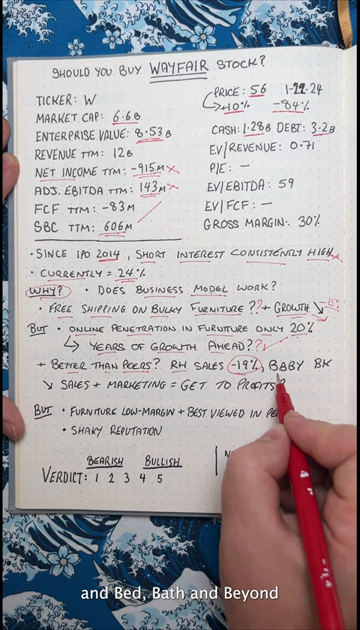 SHOULD YOU BUY WAYFAIR STOCK?
TICKER: W
MARKET CAP: 6.6B
ENTERPRISE VALUE: 8.53B
REVENUE TTM: 12B
NET INCOME TTM: -915M X
ADJ. EBITDA TTM: 143M X
FCF TTM: -83M
SBC TTM: 606M
PRICE: 56 1-22-24
+10% -84%
CASH: 1.28B DEBT: 3.2B
EV/REVENUE: 0.71
P/E: —
EV/EBITDA: 59
EV/FCF: —
GROSS MARGIN: 30%
• SINCE IPO 2014, SHORT INTEREST CONSISTENTLY HIGH
• CURRENTLY = 24%
WHY? • DOES BUSINESS MODEL WORK?
• FREE SHIPPING ON BULKY FURNITURE?? + GROWTH ↘
BUT • ONLINE PENETRATION IN FURNITURE ONLY 20%
↳ YEARS OF GROWTH AHEAD??
+ BETTER THAN PEERS? RH SALES -19%, BBBY BK
↘ SALES + MARKETING = GET TO PROFITS?
BUT • FURNITURE LOW-MARGIN + BEST VIEWED IN
• SHAKY REPUTATION
BEARISH BULLISH
VERDICT: 1 2 3 4 5
and Bed, Bath and Beyond